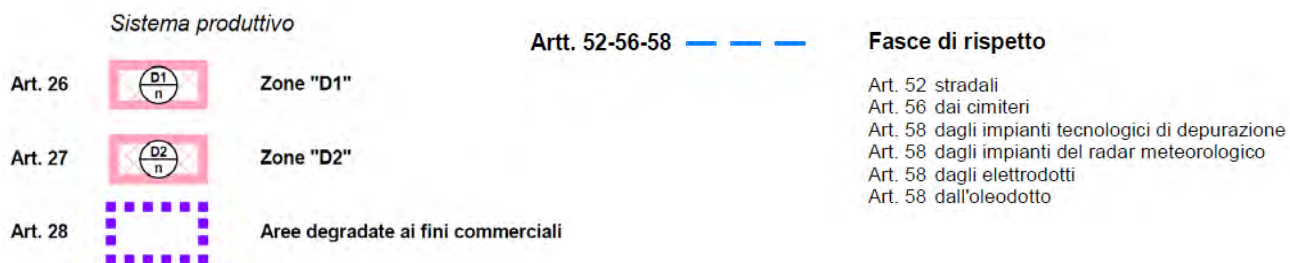 Sistema produttivo
Art. 26
D1
n
Zone "D1"
Art. 27
D2
n
Zone "D2"
Art. 28
Aree degradate ai fini commerciali
Artt. 52-56-58
Fasce di rispetto
Art. 52 stradali
Art. 56 dai cimiteri
Art. 58 dagli impianti tecnologici di depurazione
Art. 58 dagli impianti del radar meteorologico
Art. 58 dagli elettrodotti
Art. 58 dall'oleodotto